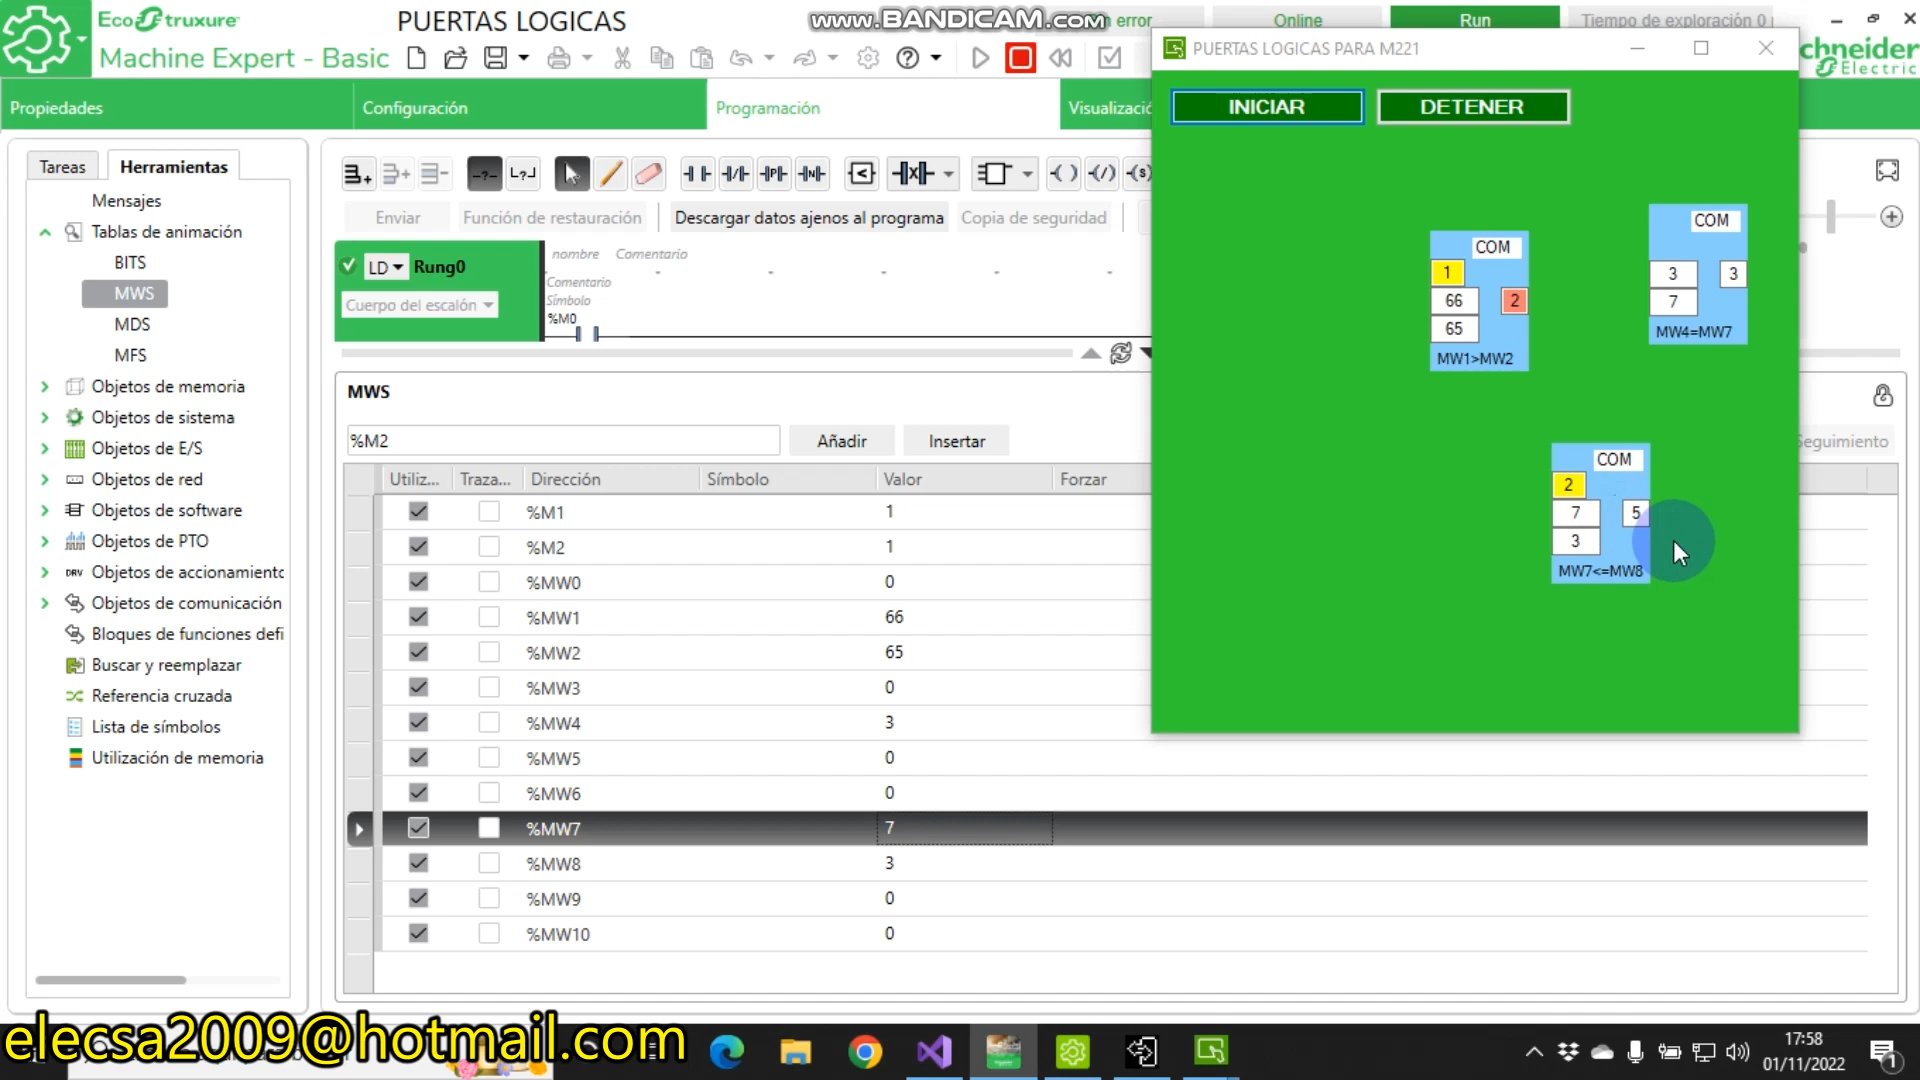 EcoStruxure
Machine Expert - Basic
PUERTAS LOGICAS
www.BANDICAM.com
n error
Online
Run
Tiempo de exploración 0
Schneider
Electric
Propiedades
Configuración
Programación
Visualizació
PUERTAS LOGICAS PARA M221
INICIAR
DETENER
COM
1
66
2
65
MW1>MW2
COM
3
3
7
MW4=MW7
COM
2
7
5
3
MW7<=MW8
Tareas
Herramientas
Mensajes
Tablas de animación
BITS
MWS
MDS
MFS
Objetos de memoria
Objetos de sistema
Objetos de E/S
Objetos de red
Objetos de software
Objetos de PTO
DRV Objetos de accionamiento
Objetos de comunicación
Bloques de funciones defi
Buscar y reemplazar
Referencia cruzada
Lista de símbolos
Utilización de memoria
Enviar
Función de restauración
Descargar datos ajenos al programa
Copia de seguridad
LD
Rung0
Cuerpo del escalón
nombre
Comentario
Comentario
Símbolo
%M0
MWS
%M2
Añadir
Insertar
Seguimiento
Utiliz...
Traza...
Dirección
Símbolo
Valor
Forzar
%M1 1
%M2 1
%MW0 0
%MW1 66
%MW2 65
%MW3 0
%MW4 3
%MW5 0
%MW6 0
%MW7 7
%MW8 3
%MW9 0
%MW10 0
elecsa2009@hotmail.com
17:58
01/11/2022
1